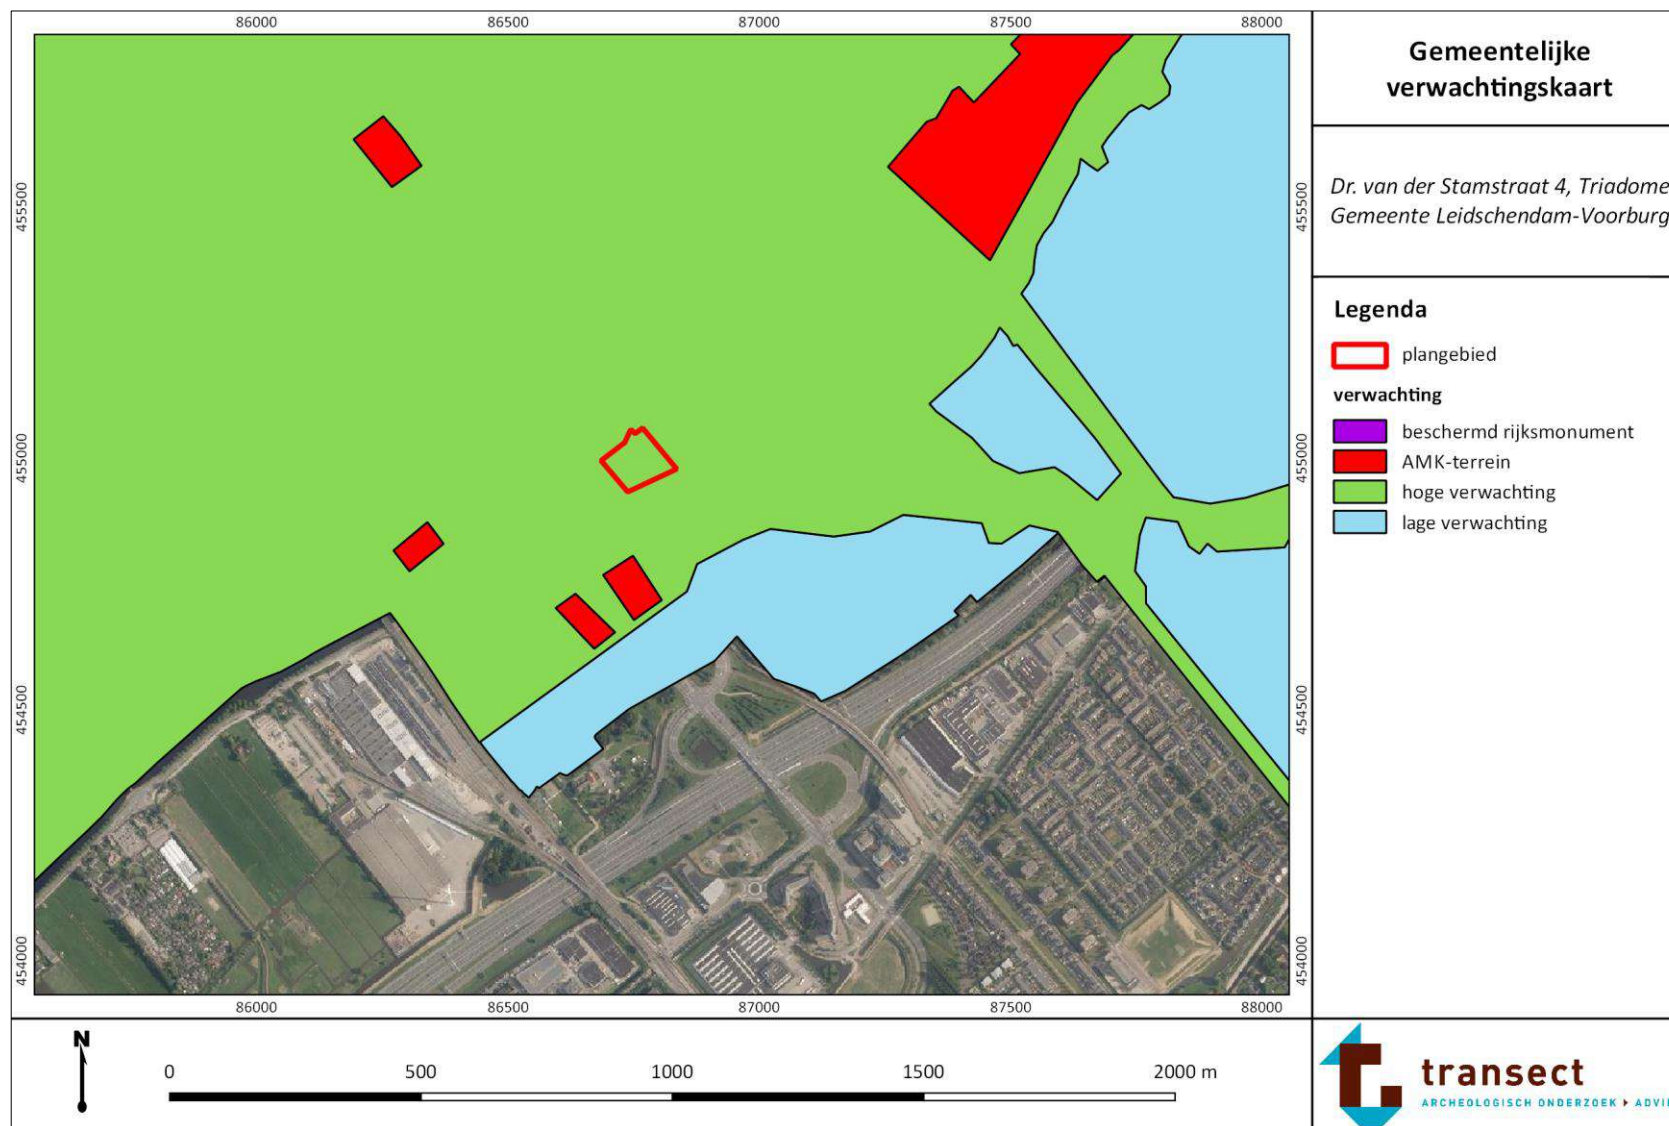 86000 86500 87000 87500 88000
455500
455000
454500
454000
455500
455000
454500
454000
86000 86500 87000 87500 88000
N
0 500 1000 1500 2000 m
Gemeentelijke
verwachtingskaart
Dr. van der Stamstraat 4, Triadome
Gemeente Leidschendam-Voorburg
Legenda
plangebied
verwachting
beschermd rijksmonument
AMK-terrein
hoge verwachting
lage verwachting
transect
ARCHEOLOGISCH ONDERZOEK ▸ ADVIE